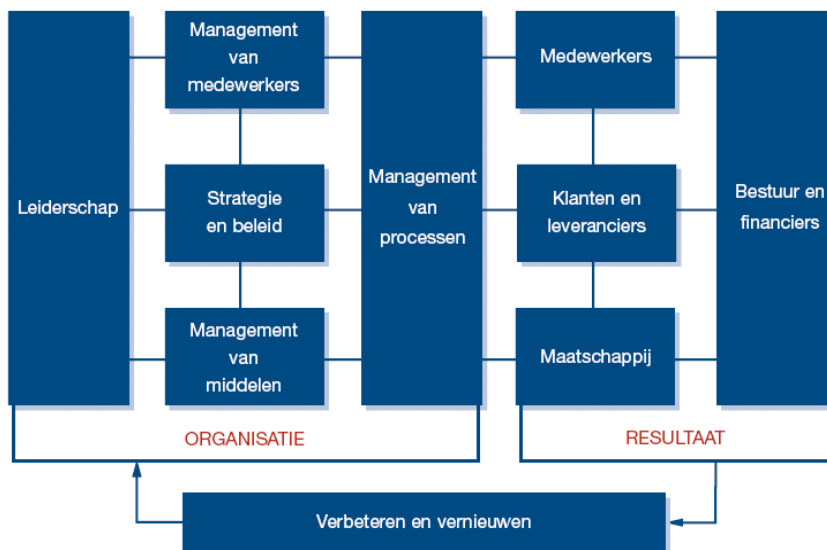 Leiderschap
Management
van
medewerkers
Strategie
en beleid
Management
van
middelen
Management
van
processen
Medewerkers
Klanten en
leveranciers
Maatschappij
Bestuur en
financiers
ORGANISATIE
RESULTAAT
Verbeteren en vernieuwen